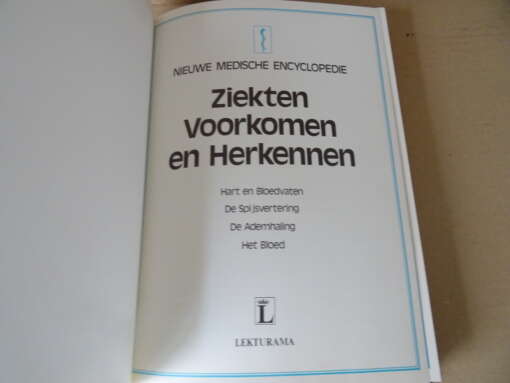 NIEUWE MEDISCHE ENCYCLOPEDIE
Ziekten
Voorkomen
en Herkennen
Hart en Bloedvaten
De Spijsvertering
De Ademhaling
Het Bloed
L
LEKTURAMA